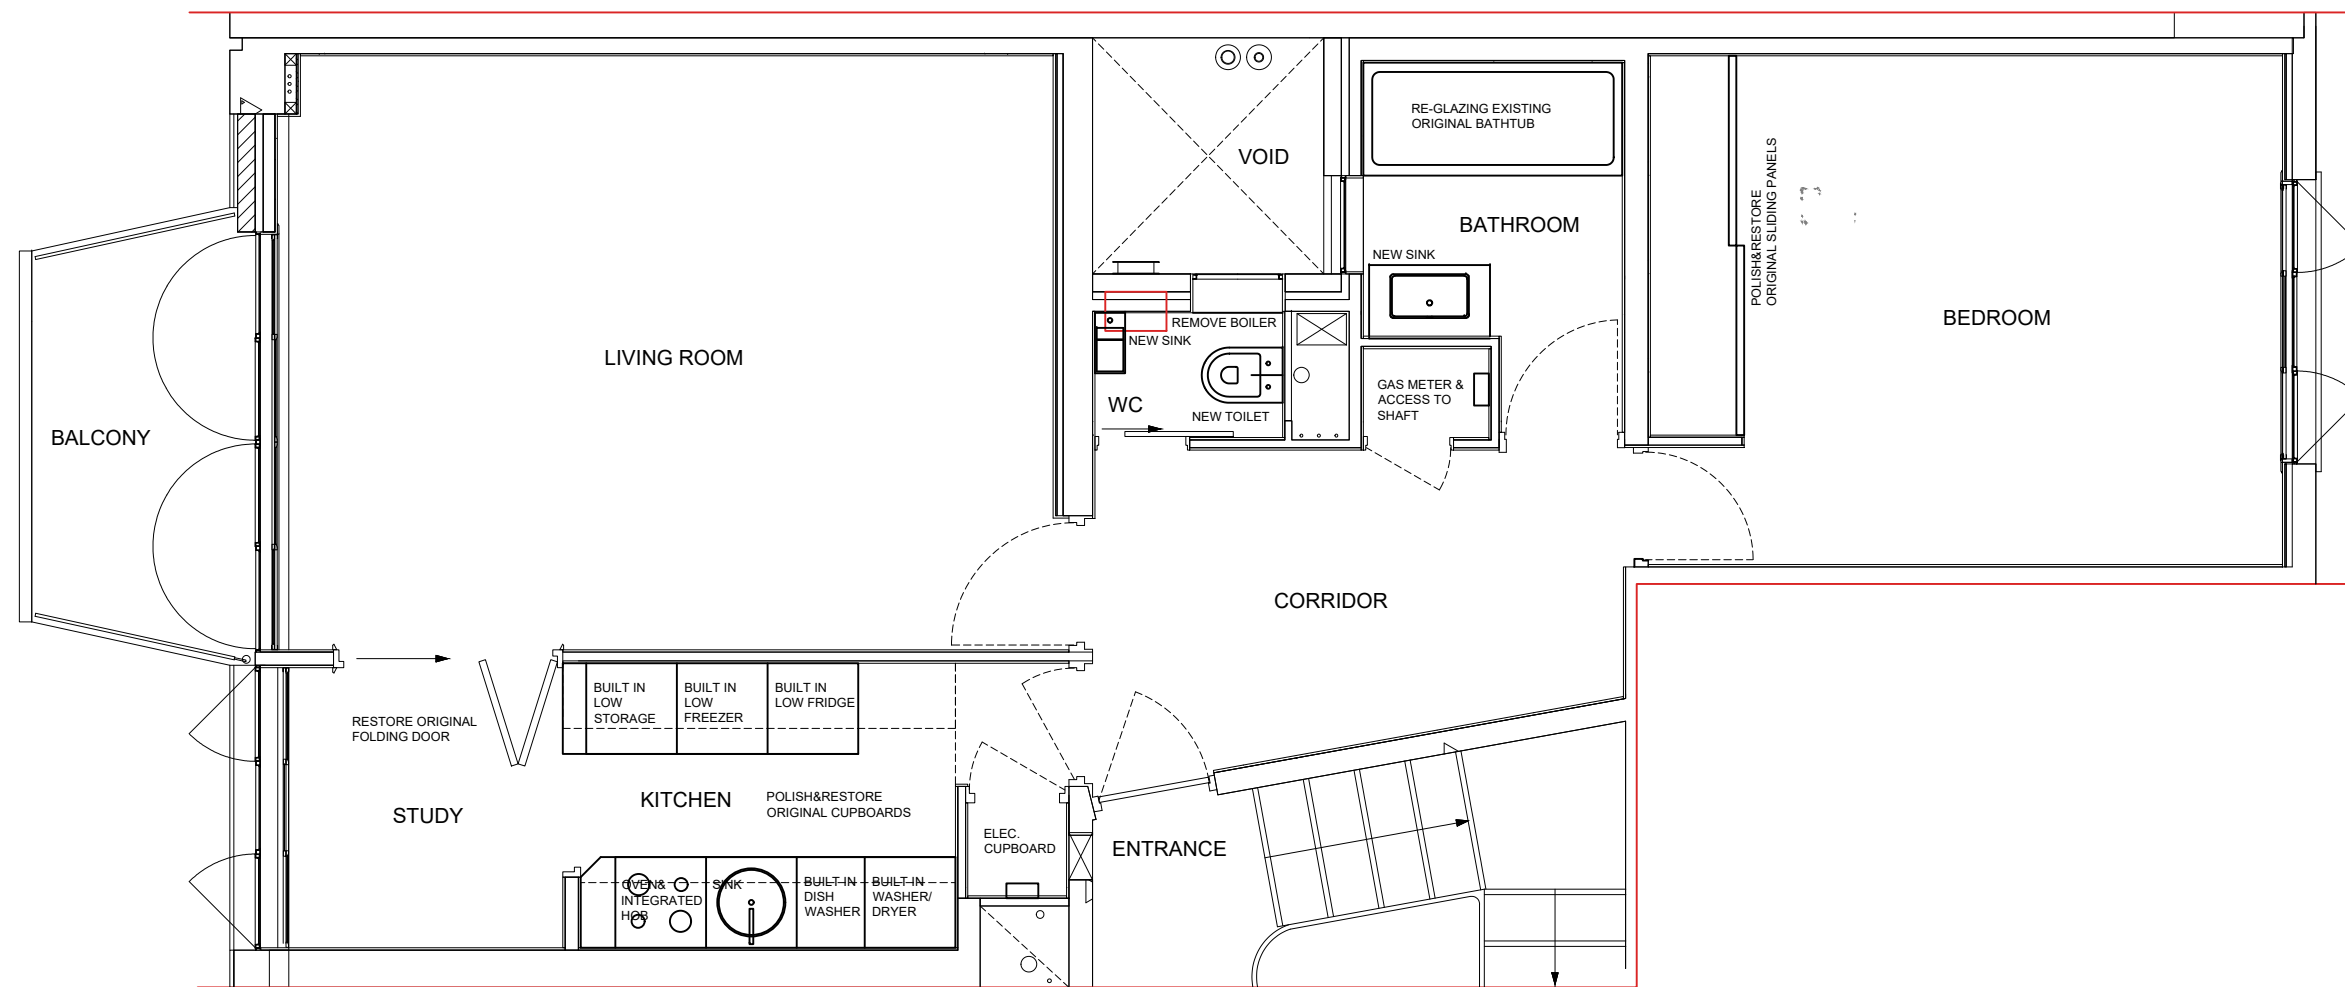 RE-GLAZING EXISTING
ORIGINAL BATHTUB
VOID
BATHROOM
NEW SINK
POLISH&RESTORE
ORIGINAL SLIDING PANELS
BEDROOM
LIVING ROOM
REMOVE BOILER
NEW SINK
WC
NEW TOILET
GAS METER &
ACCESS TO
SHAFT
BALCONY
CORRIDOR
RESTORE ORIGINAL
FOLDING DOOR
BUILT IN
LOW
STORAGE
BUILT IN
LOW
FREEZER
BUILT IN
LOW FRIDGE
STUDY
KITCHEN
POLISH&RESTORE
ORIGINAL CUPBOARDS
ELEC.
CUPBOARD
ENTRANCE
OVEN&
INTEGRATED
HOB
SINK
BUILT IN
DISH
WASHER
BUILT IN
WASHER/
DRYER